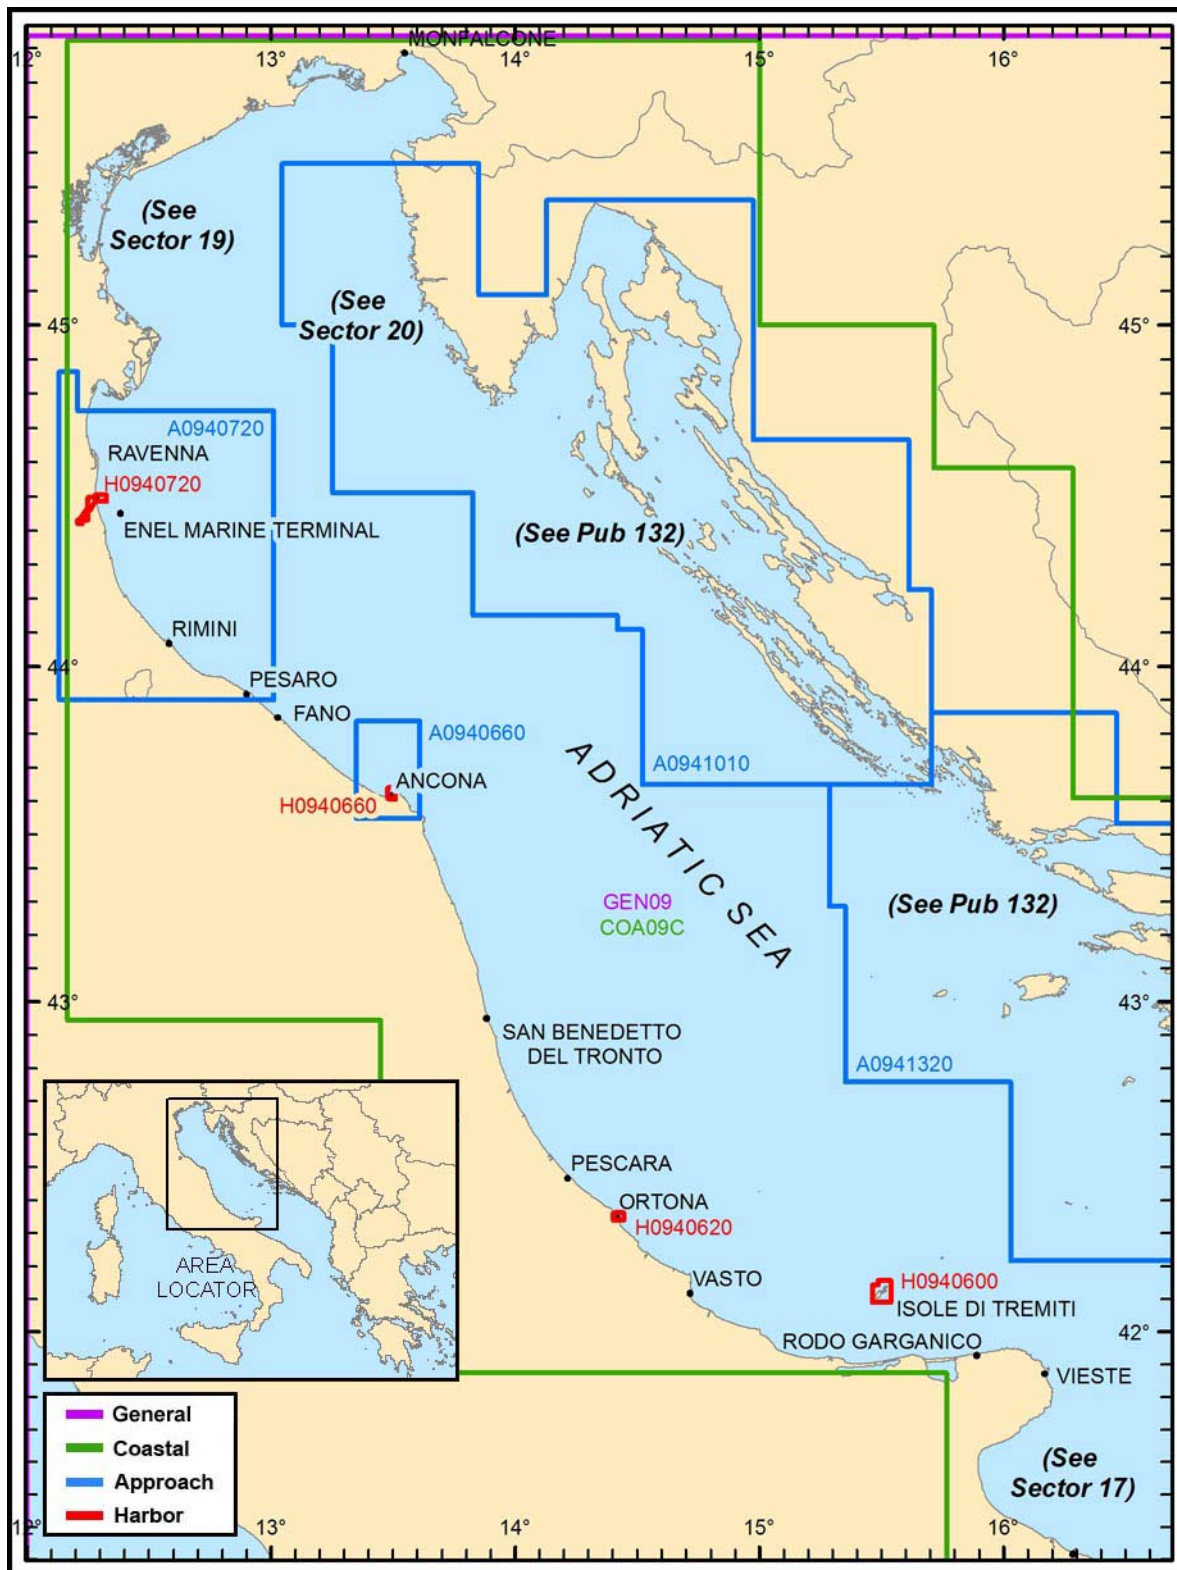 MONFALCONE
12°
13°
14°
15°
16°
(See
Sector 19)
(See
Sector 20)
45°
45°
A0940720
RAVENNA
H0940720
ENEL MARINE TERMINAL
(See Pub 132)
RIMINI
44°
44°
PESARO
FANO
A0940660
ANCONA
H0940660
A0941010
ADRIATIC SEA
GEN09
COA09C
(See Pub 132)
43°
43°
SAN BENEDETTO
DEL TRONTO
A0941320
PESCARA
ORTONA
H0940620
VASTO
H0940600
ISOLE DI TREMITI
42°
RODO GARGANICO
VIESTE
AREA
LOCATOR
General
Coastal
Approach
Harbor
(See
Sector 17)
12°
13°
14°
15°
16°